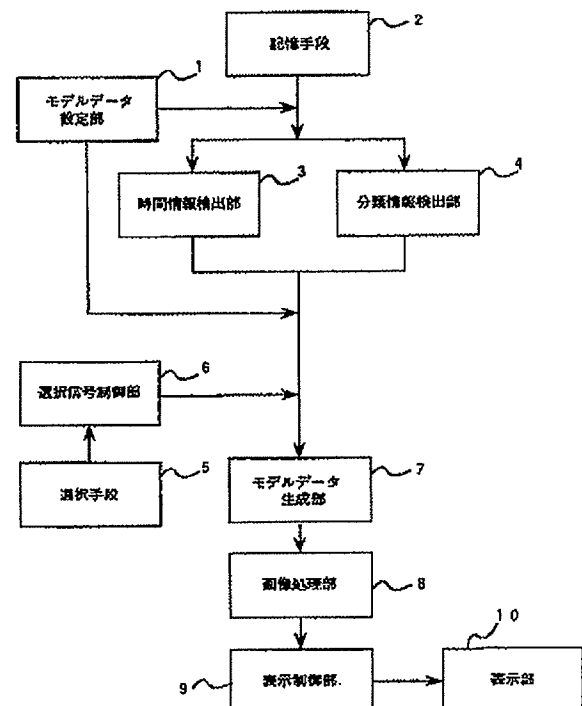 2
記憶手段
1
モデルデータ
設定部
3
時間情報検出部
4
分類情報検出部
6
選択信号制御部
5
選択手段
7
モデルデータ
生成部
8
画像処理部
9
表示制御部
10
表示部